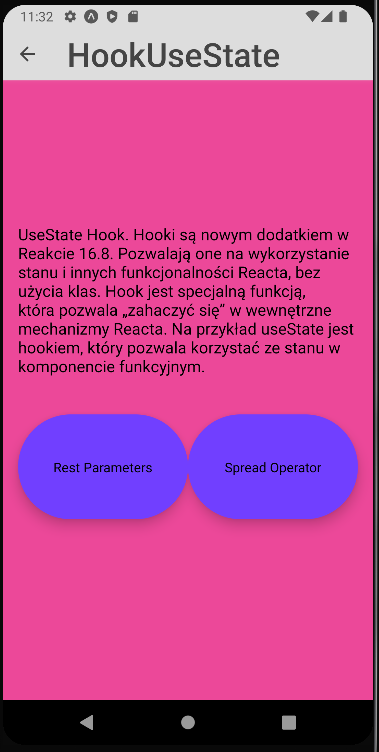 11:32
HookUseState
UseState Hook. Hooki są nowym dodatkiem w
Reakcie 16.8. Pozwalają one na wykorzystanie
stanu i innych funkcjonalności Reacta, bez
użycia klas. Hook jest specjalną funkcją,
która pozwala „zahaczyć się” w wewnętrzne
mechanizmy Reacta. Na przykład useState jest
hookiem, który pozwala korzystać ze stanu w
komponencie funkcyjnym.
Rest Parameters
Spread Operator